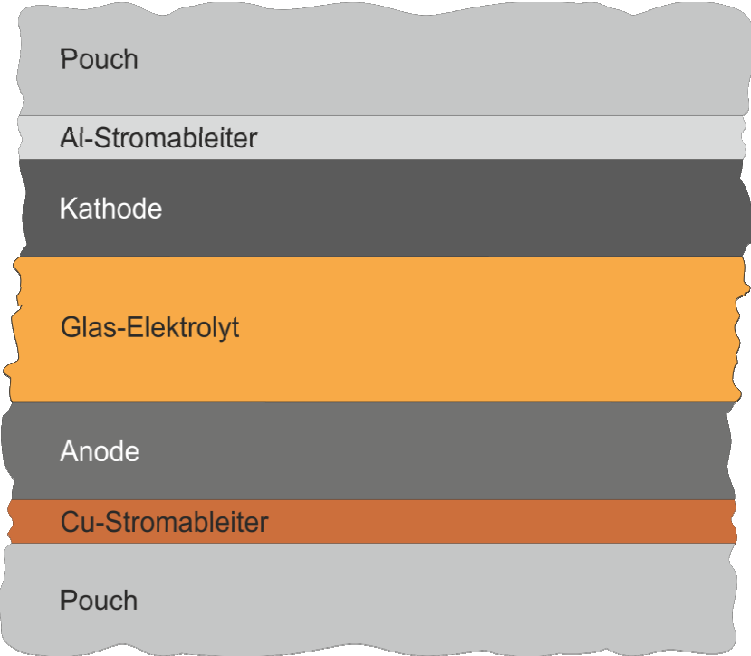 Pouch
Al-Stromableiter
Kathode
Glas-Elektrolyt
Anode
Cu-Stromableiter
Pouch